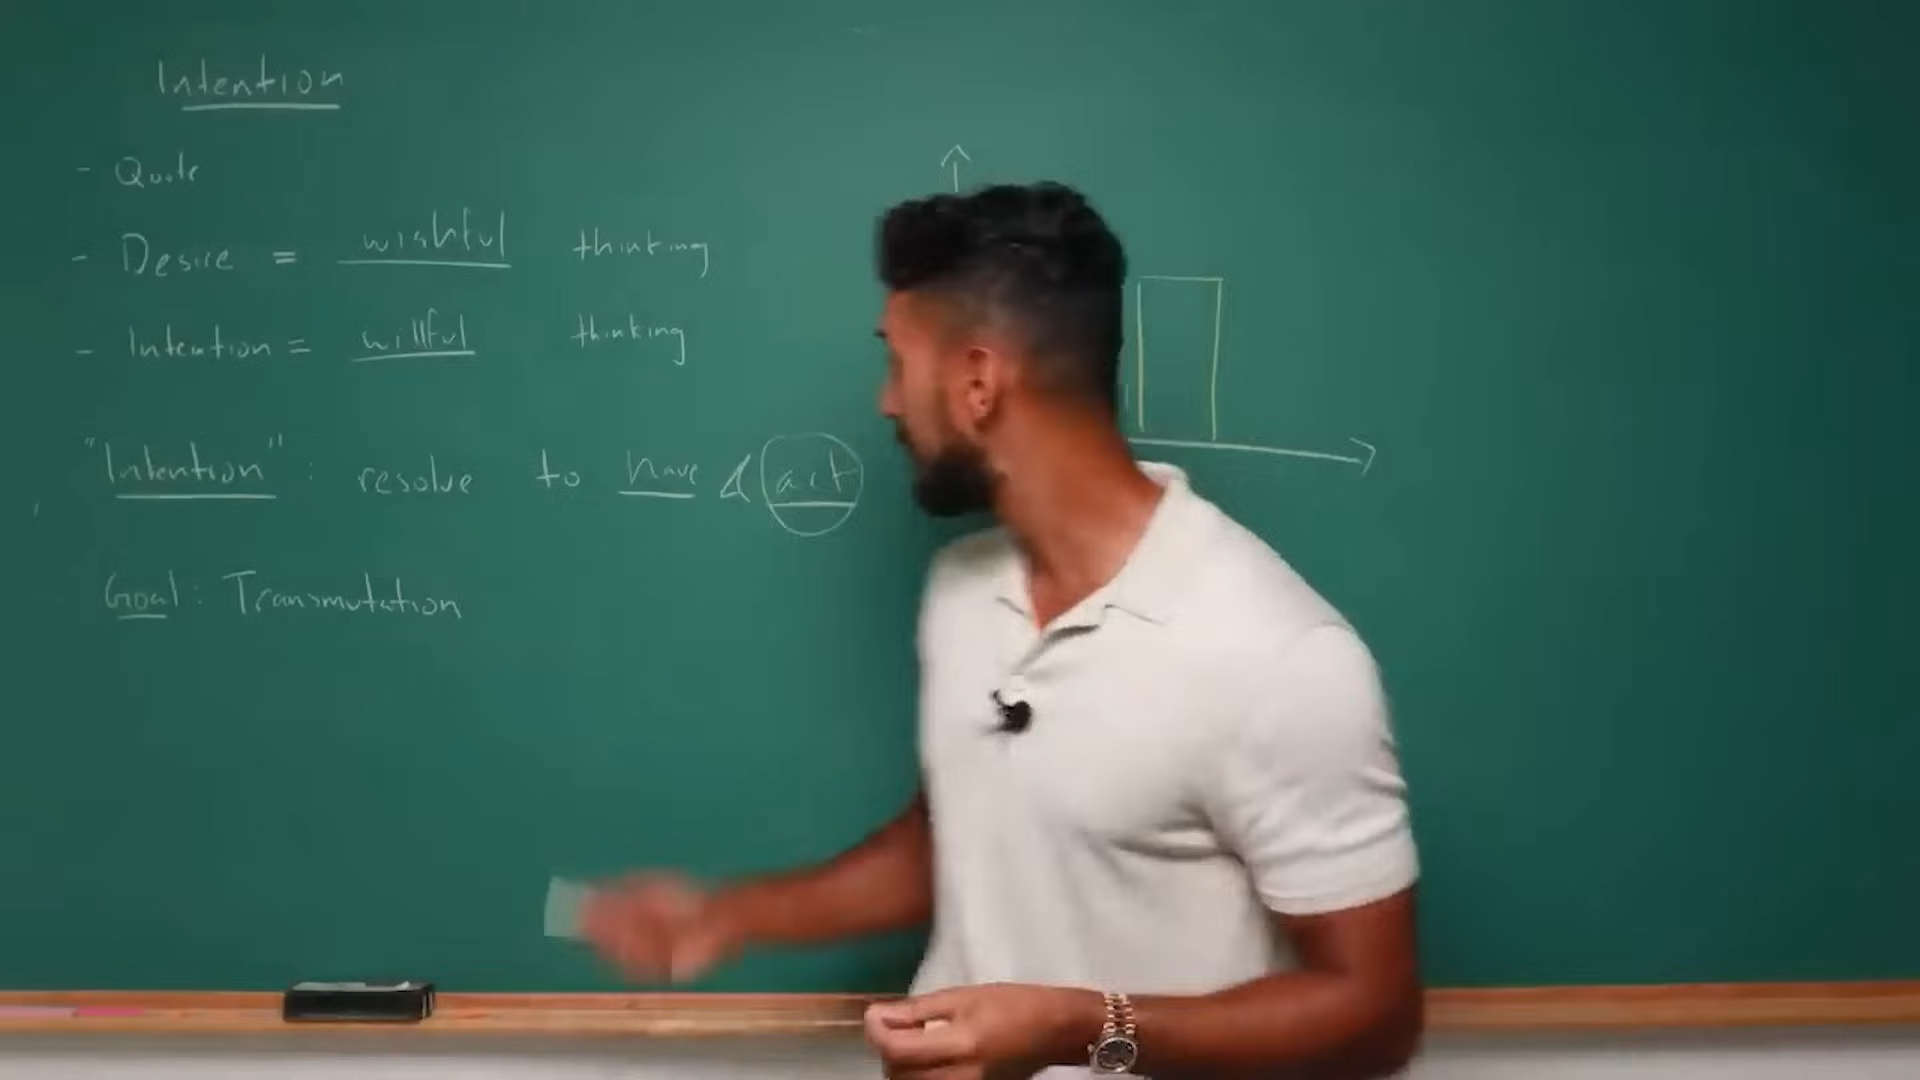 Intention
- Quote
- Desire = wishful thinking
- Intention = willful thinking
"Intention" : resolve to have & act
Goal : Transmutation